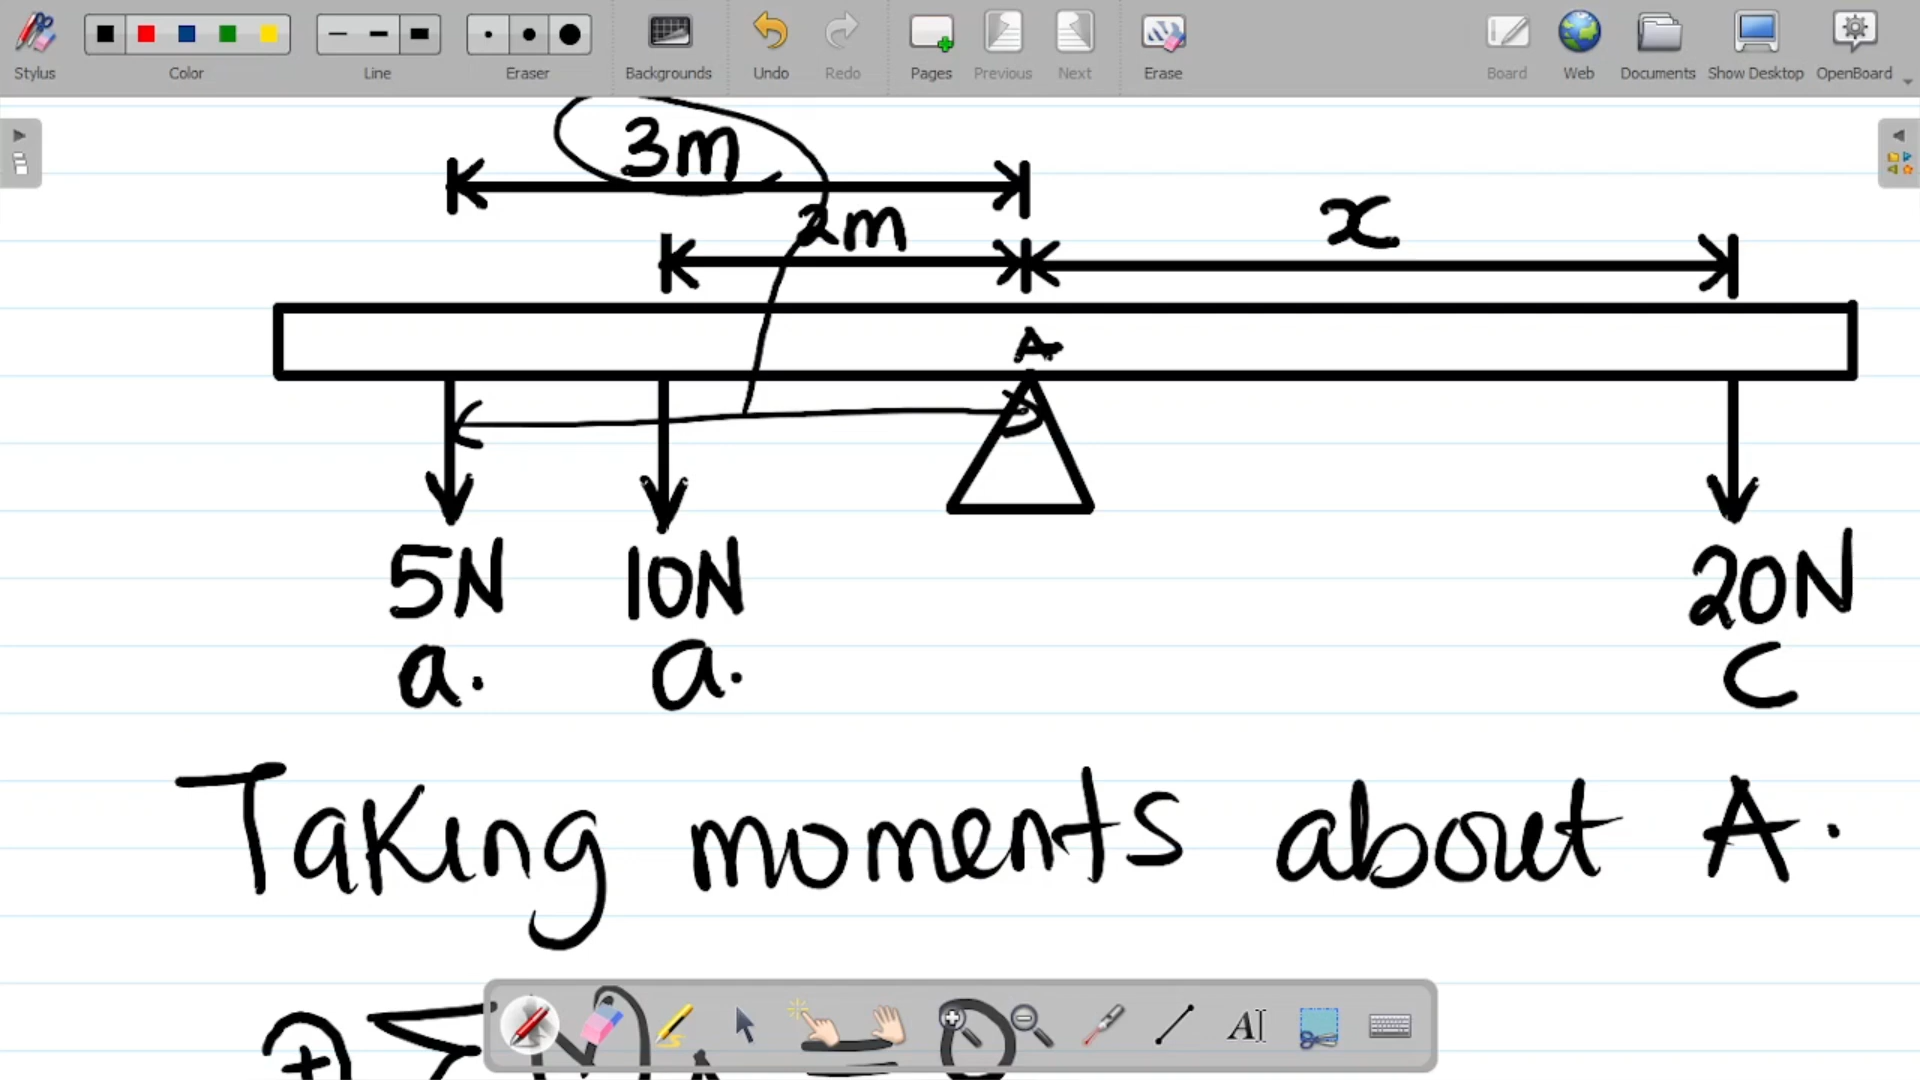 Stylus Color Line Eraser Backgrounds Undo Redo Pages Previous Next Erase Board Web Documents Show Desktop OpenBoard
3m
2m x
A
5N 10N 20N
a. a. C
Taking moments about A.
+ Σ M A = 0